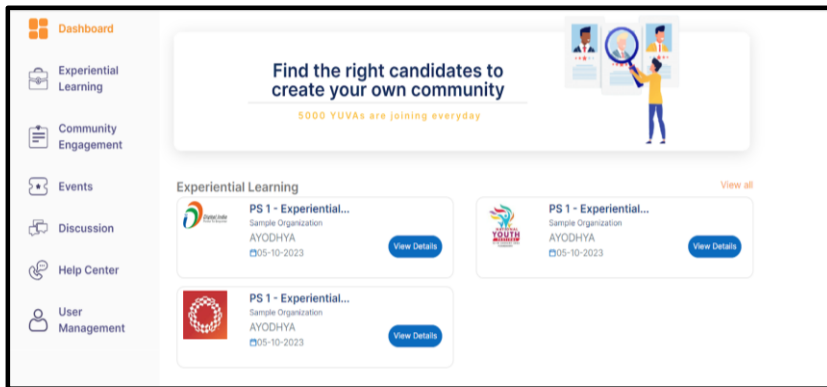 Dashboard
Experiential
Learning
Community
Engagement
Events
Discussion
Help Center
User
Management
Find the right candidates to
create your own community
5000 YUVAs are joining everyday
Experiential Learning
View all
PS 1 - Experiential...
Sample Organization
AYODHYA
05-10-2023
View Details
YOUTH
PS 1 - Experiential...
Sample Organization
AYODHYA
05-10-2023
View Details
PS 1 - Experiential...
Sample Organization
AYODHYA
05-10-2023
View Details